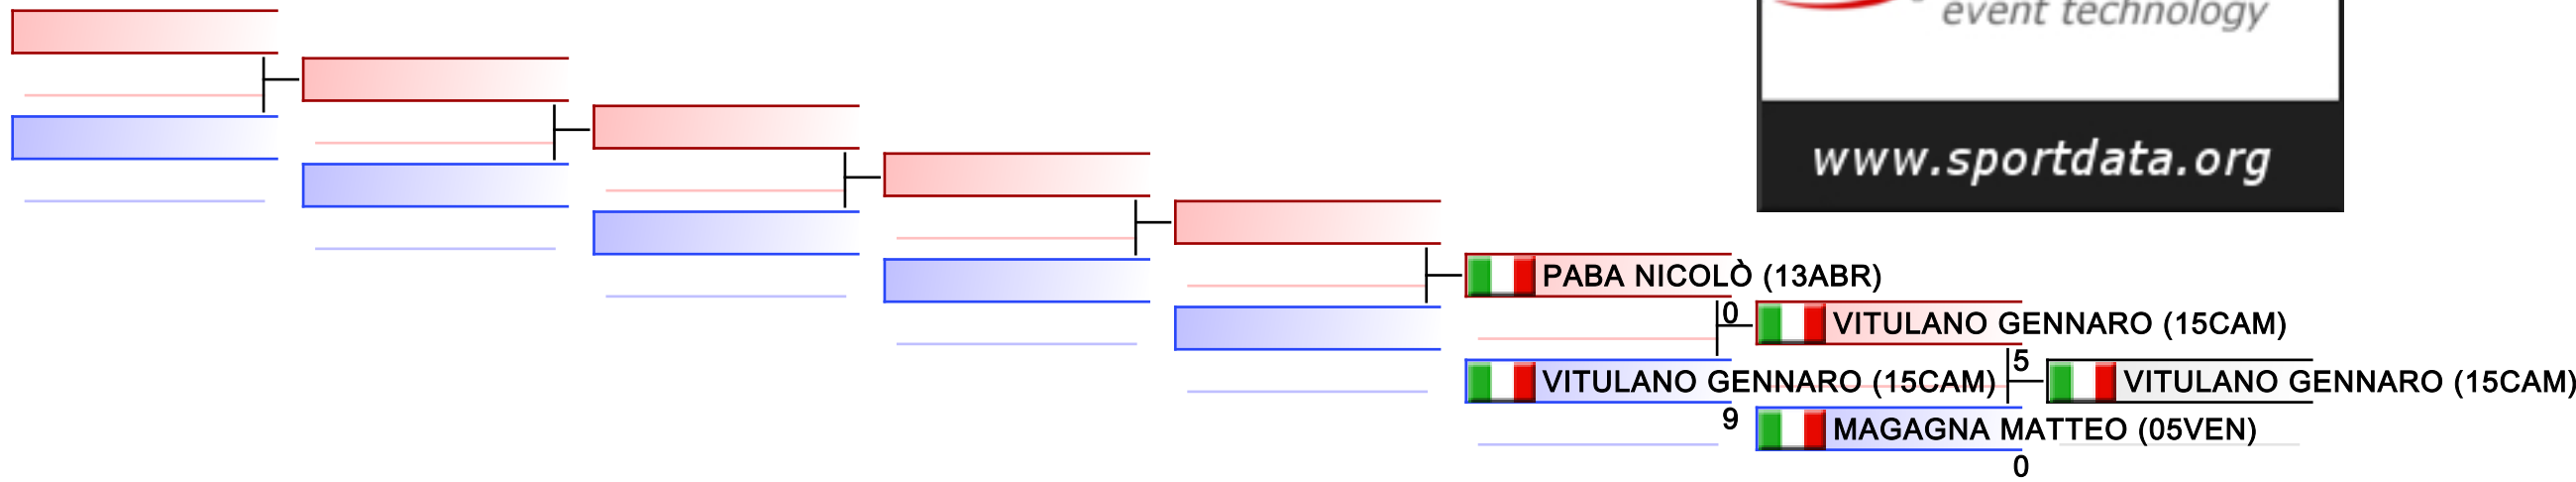 event technology
www.sportdata.org
PABA NICOLÒ (13ABR)
0
VITULANO GENNARO (15CAM)
5
VITULANO GENNARO (15CAM)
VITULANO GENNARO (15CAM)
9
MAGAGNA MATTEO (05VEN)
0